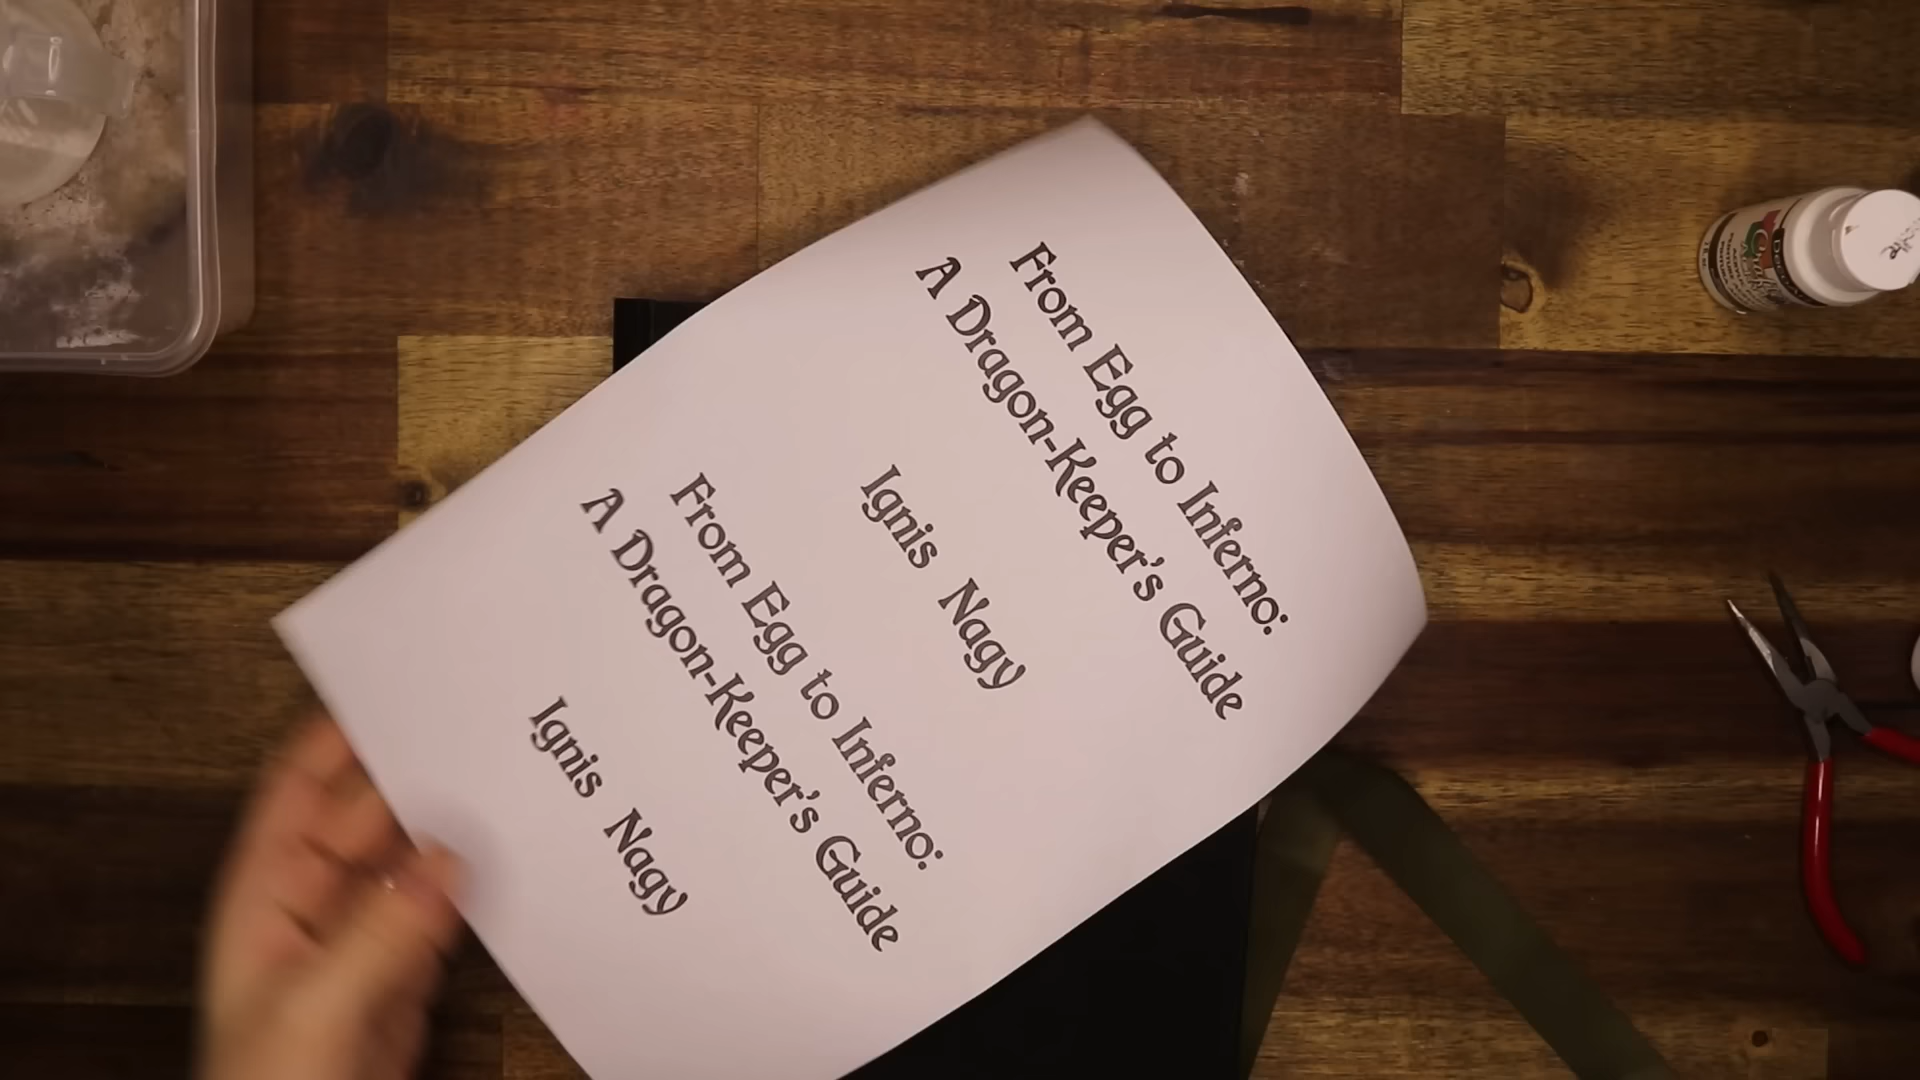 From Egg to Inferno:
A Dragon-Keeper's Guide
Ignis Nagy
From Egg to Inferno:
A Dragon-Keeper's Guide
Ignis Nagy